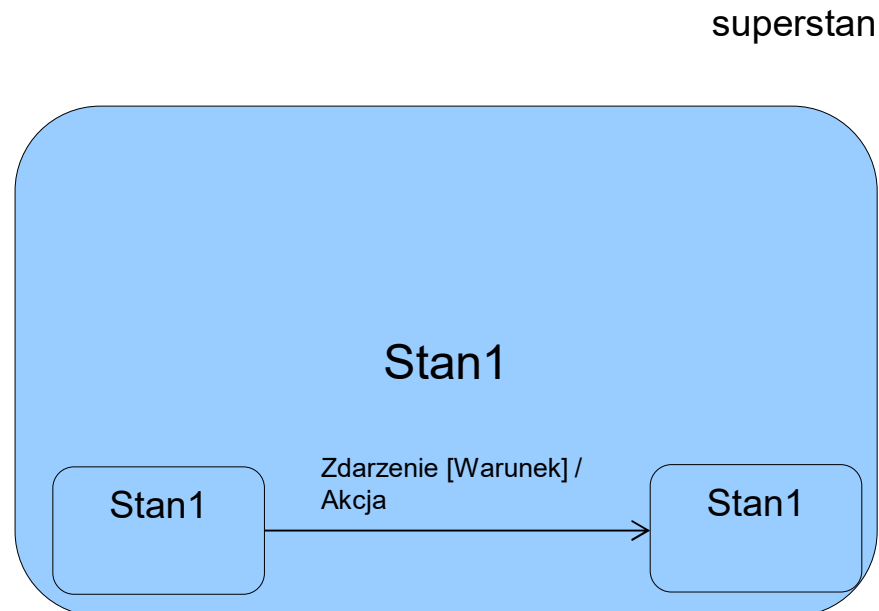 superstan
Stan1
Zdarzenie [Warunek] /
Akcja
Stan1
Stan1